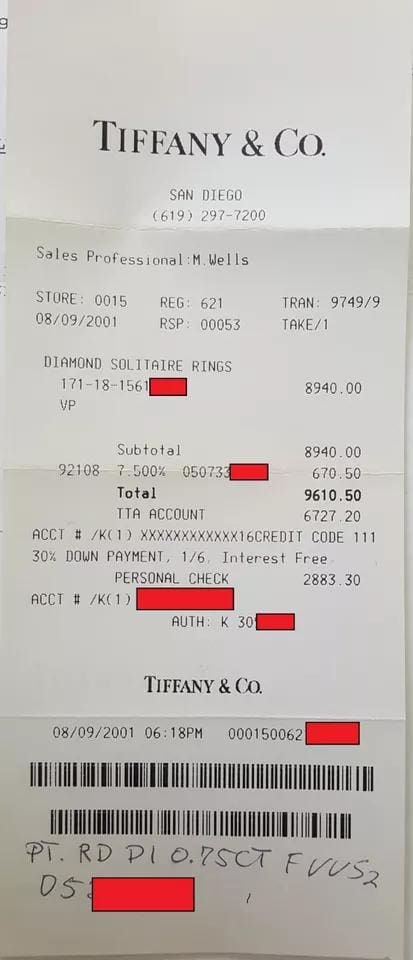 TIFFANY & CO.
SAN DIEGO
(619) 297-7200
Sales Professional:M.Wells
STORE: 0015 REG: 621 TRAN: 9749/9
08/09/2001 RSP: 00053 TAKE/1
DIAMOND SOLITAIRE RINGS
171-18-1561 8940.00
VP
Subtotal 8940.00
92108 7.500% 050733 670.50
Total 9610.50
TTA ACCOUNT 6727.20
ACCT # /K(1) XXXXXXXXXXXX16CREDIT CODE 111
30% DOWN PAYMENT, 1/6, Interest Free
PERSONAL CHECK 2883.30
ACCT # /K(1)
AUTH: K 30
TIFFANY & CO.
08/09/2001 06:18PM 000150062
PT. RD DI 0.75CT F VVS2
D5